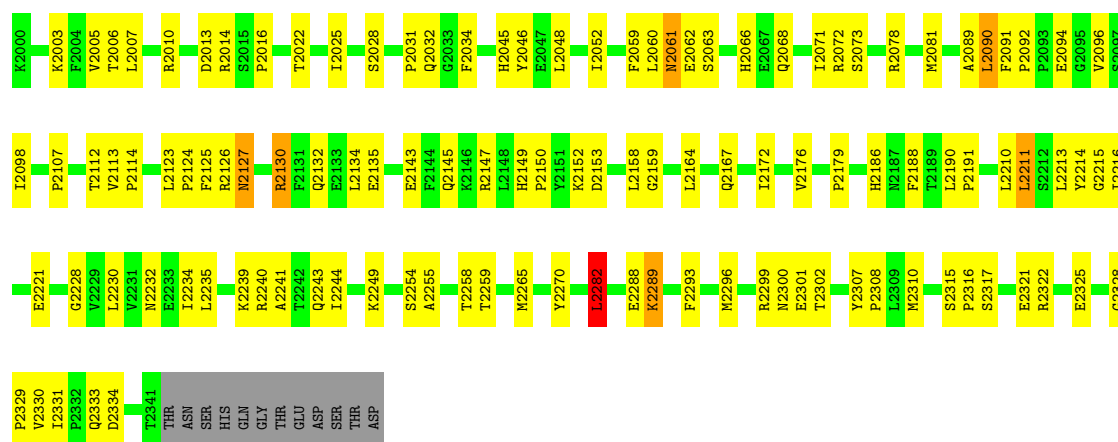 K2000 K2003 F2004 V2005 T2006 L2007 R2010 D2013 R2014 S2015 P2016 T2022 I2025 S2028 P2031 Q2032 G2033 F2034 H2045 Y2046 E2047 L2048 I2052 F2059 L2060 N2061 E2062 S2063 H2066 E2067 Q2068 I2071 R2072 S2073 R2078 M2081 A2089 L2090 F2091 P2092 P2093 E2094 G2095 V2096 S2097
I2098 P2107 T2112 V2113 P2114 L2123 P2124 F2125 R2126 N2127 R2130 F2131 Q2132 E2133 L2134 E2135 E2143 F2144 Q2145 K2146 R2147 L2148 H2149 P2150 Y2151 K2152 D2153 L2158 G2159 L2164 Q2167 I2172 V2176 P2179 H2186 N2187 F2188 T2189 L2190 P2191 L2210 L2211 S2212 L2213 Y2214 G2215 I2216
E2221 G2228 V2229 L2230 V2231 N2232 E2233 I2234 L2235 K2239 R2240 A2241 T2242 Q2243 I2244 K2249 S2254 A2255 T2258 T2259 M2265 Y2270 L2282 E2288 K2289 F2293 M2296 R2299 N2300 E2301 T2302 Y2307 P2308 L2309 M2310 S2315 P2316 S2317 E2321 R2322 E2325 G2328
P2329 V2330 I2331 P2332 Q2333 D2334 T2341 THR ASN SER HIS GLN GLY THR GLU ASP SER THR ASP